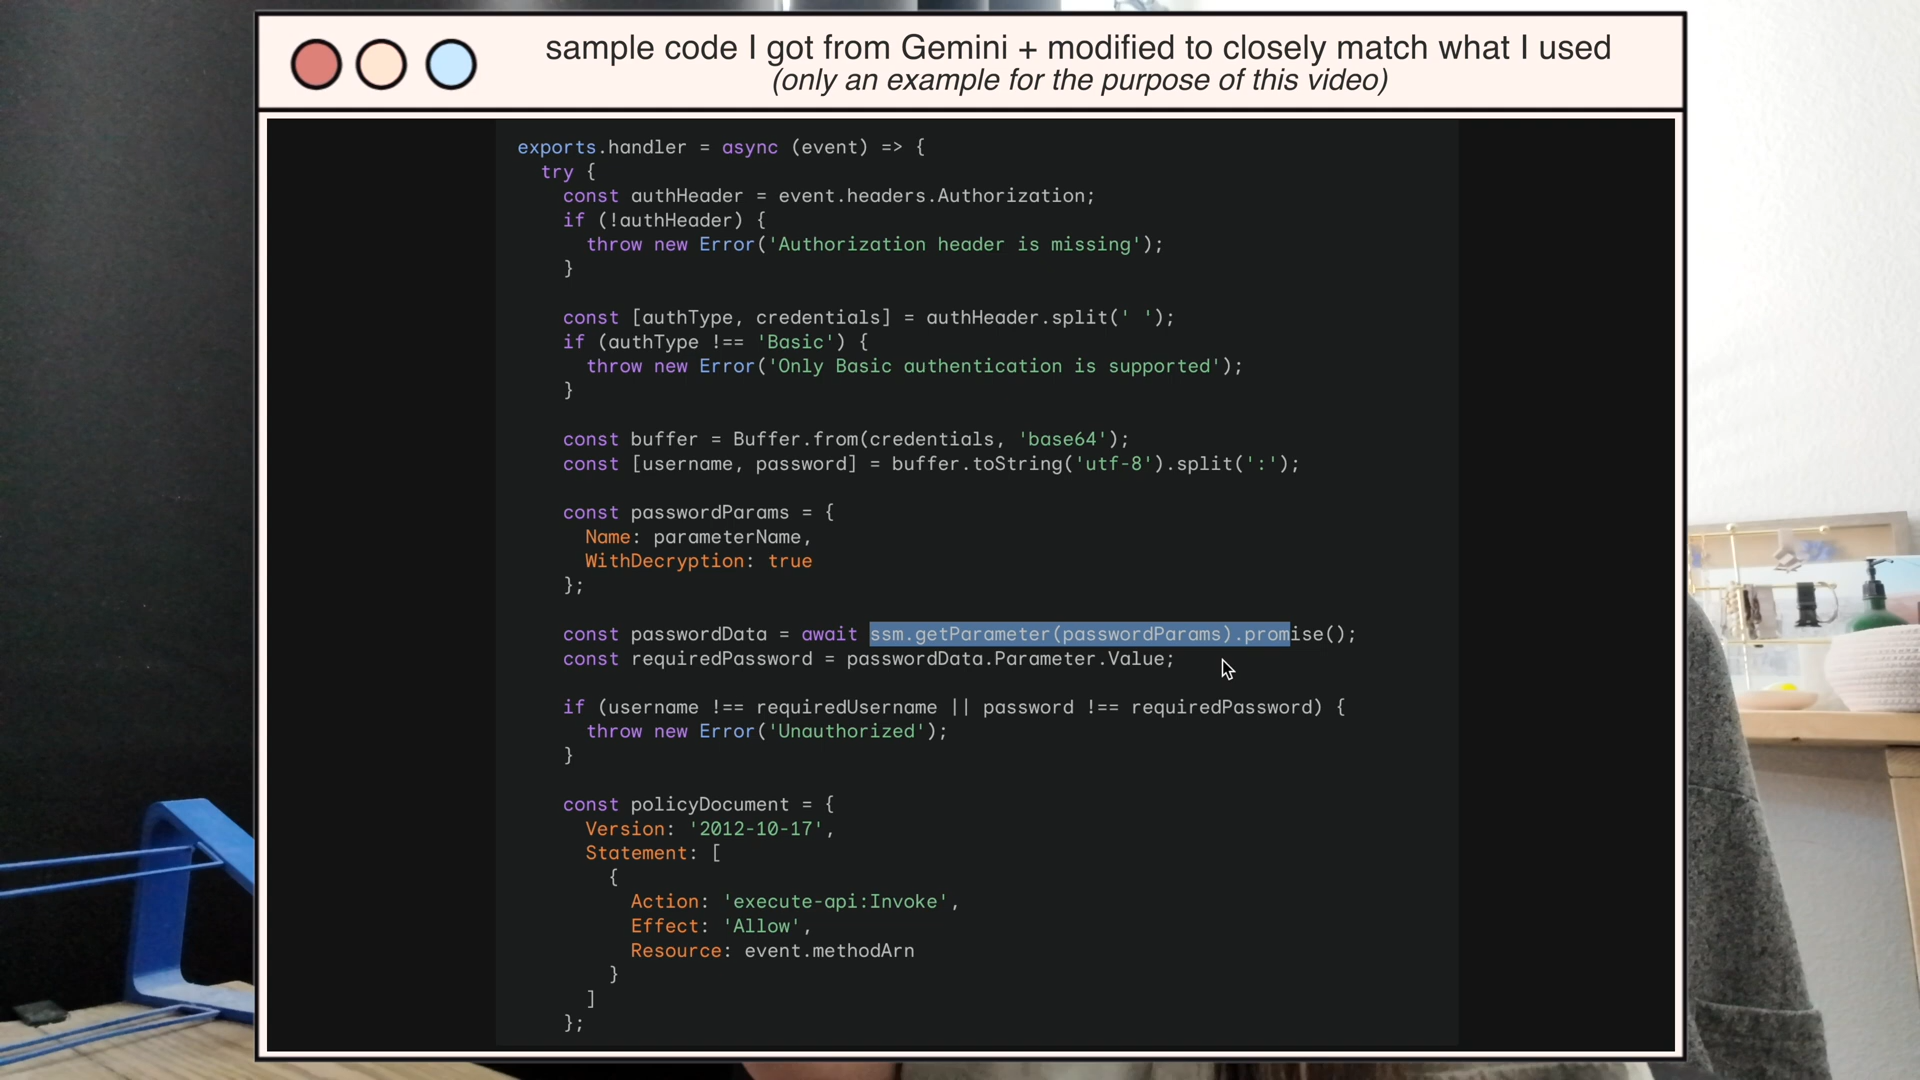 sample code I got from Gemini + modified to closely match what I used
(only an example for the purpose of this video)
exports.handler = async (event) => {
try {
const authHeader = event.headers.Authorization;
if (!authHeader) {
throw new Error('Authorization header is missing');
}
const [authType, credentials] = authHeader.split(' ');
if (authType !== 'Basic') {
throw new Error('Only Basic authentication is supported');
}
const buffer = Buffer.from(credentials, 'base64');
const [username, password] = buffer.toString('utf-8').split(':');
const passwordParams = {
Name: parameterName,
WithDecryption: true
};
const passwordData = await ssm.getParameter(passwordParams).promise();
const requiredPassword = passwordData.Parameter.Value;
if (username !== requiredUsername || password !== requiredPassword) {
throw new Error('Unauthorized');
}
const policyDocument = {
Version: '2012-10-17',
Statement: [
{
Action: 'execute-api:Invoke',
Effect: 'Allow',
Resource: event.methodArn
}
]
};